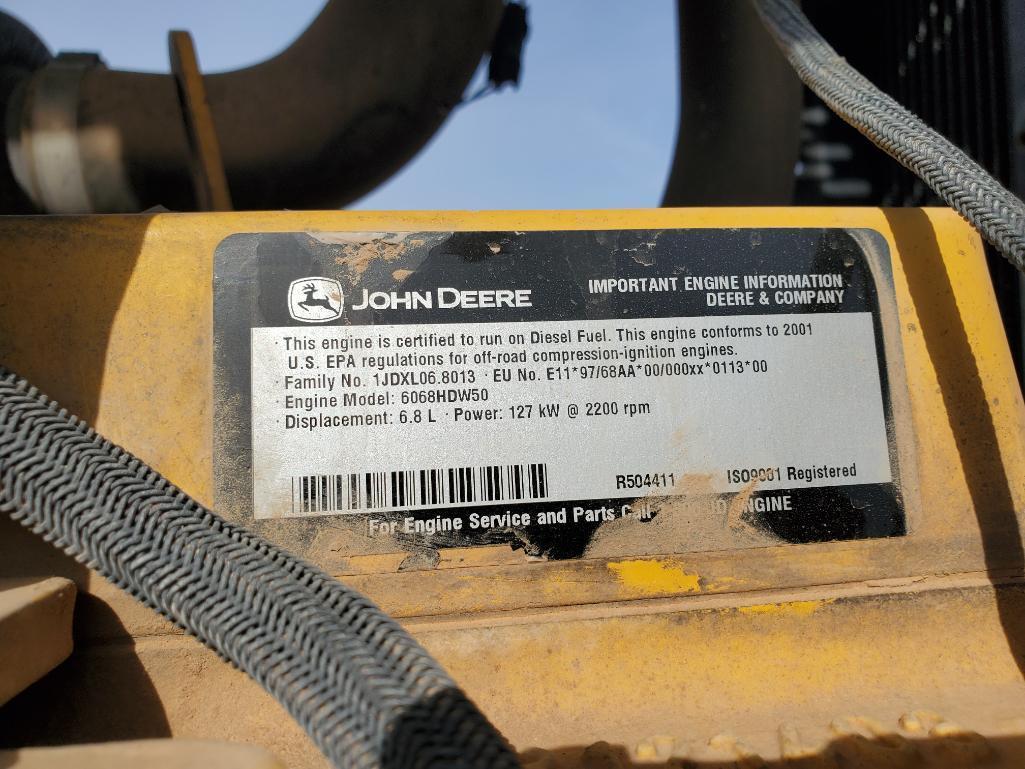 JOHN DEERE
IMPORTANT ENGINE INFORMATION
DEERE & COMPANY
· This engine is certified to run on Diesel Fuel. This engine conforms to 2001
U.S. EPA regulations for off-road compression-ignition engines.
· Family No. 1JDXL06.8013 · EU No. E11*97/68AA*00/000xx*0113*00
· Engine Model: 6068HDW50
· Displacement: 6.8 L · Power: 127 kW @ 2200 rpm
R504411 ISO9001 Registered
For Engine Service and Parts Call ENGINE